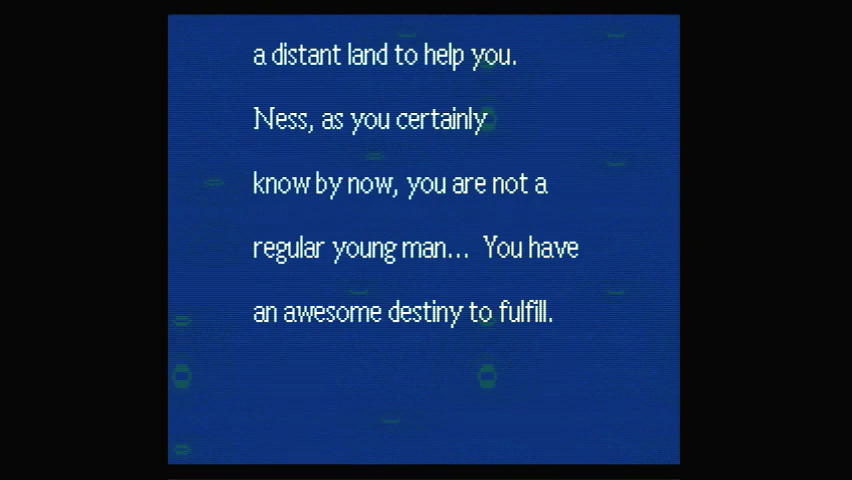 a distant land to help you.
Ness, as you certainly
know by now, you are not a
regular young man... You have
an awesome destiny to fulfill.